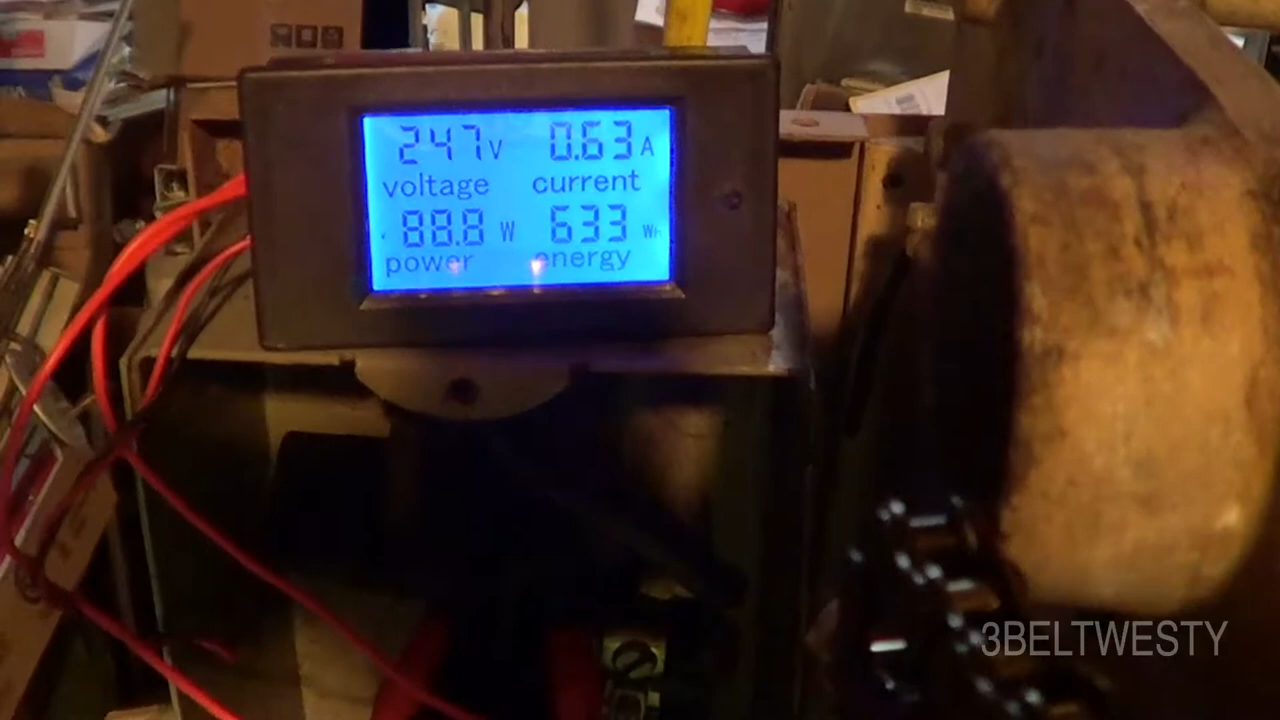 247V 0.63A
voltage current
88.8 W 633 Wh
power energy
3BELTWESTY